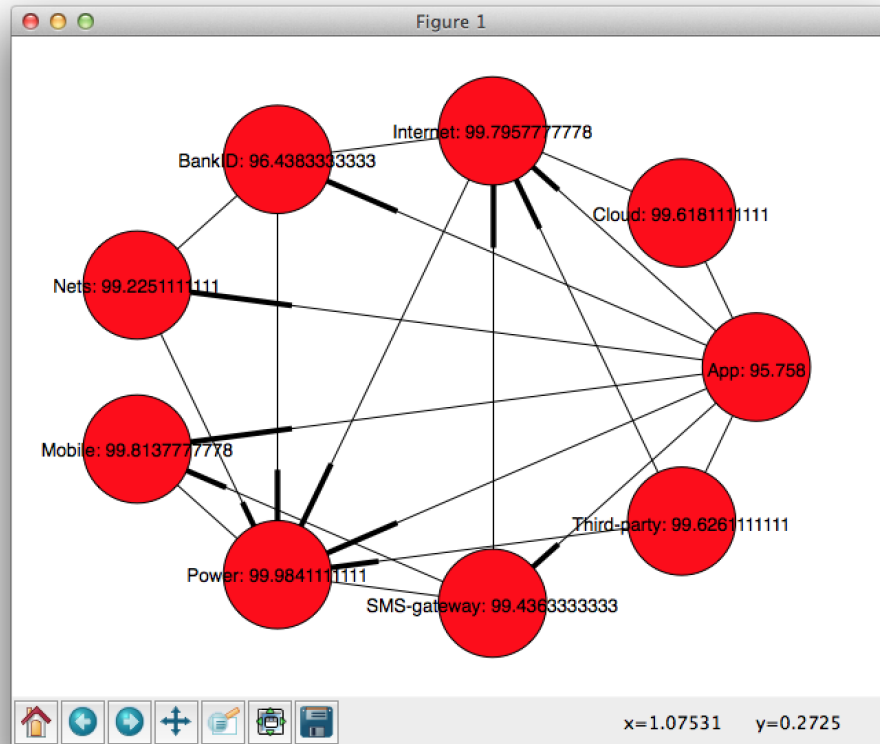 Figure 1
Internet: 99.7957777778
BankID: 96.4383333333
Cloud: 99.6181111111
Nets: 99.2251111111
App: 95.758
Mobile: 99.8137777778
Third-party: 99.6261111111
Power: 99.9841111111
SMS-gateway: 99.4363333333
x=1.07531 y=0.2725